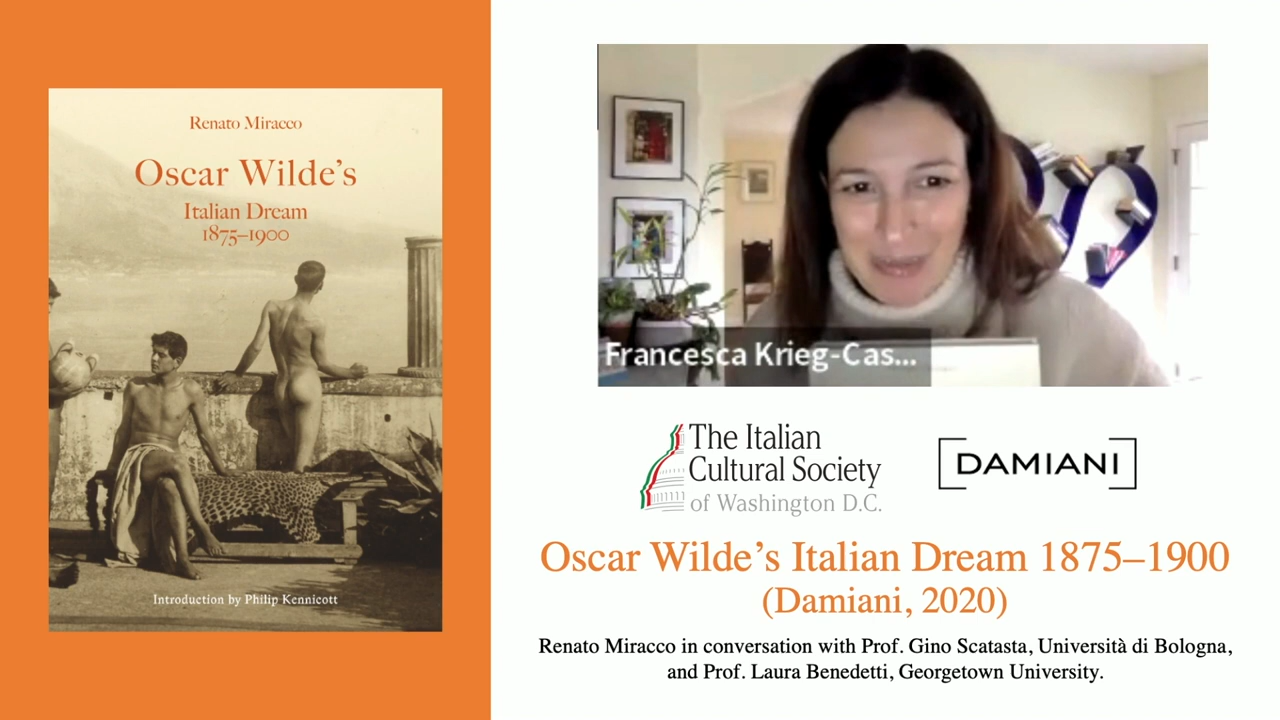 Renato Miracco
Oscar Wilde's
Italian Dream
1875–1900
Introduction by Philip Kennicott
Francesca Krieg-Cas...
The Italian
Cultural Society
of Washington D.C.
DAMIANI
Oscar Wilde’s Italian Dream 1875–1900
(Damiani, 2020)
Renato Miracco in conversation with Prof. Gino Scatasta, Università di Bologna,
and Prof. Laura Benedetti, Georgetown University.